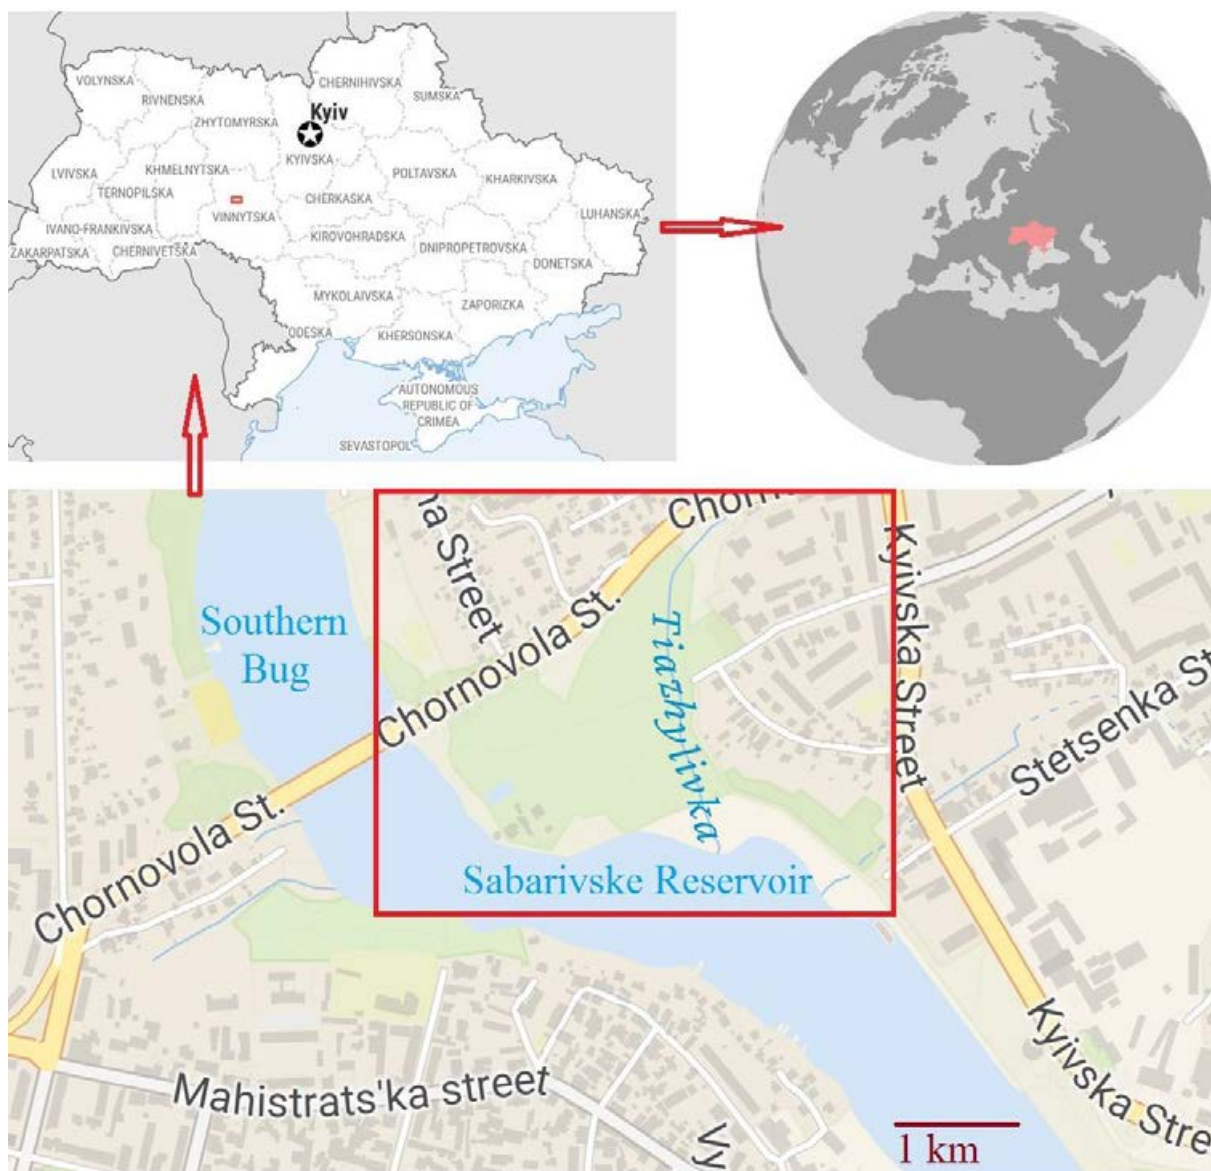 VOLYNSKA
RIVNENSKA
CHERNIHIVSKA
SUMSKA
ZHYTOMYRSKA
Kyiv
KYIVSKA
LVIVSKA
KHMELNYTSKA
TERNOPILSKA
POLTAVSKA
KHARKIVSKA
CHERKASKA
VINNYTSKA
LUHANSKA
IVANO-FRANKIVSKA
KIROVOHRADSKA
DNIPROPETROVSKA
ZAKARPATSKA
CHERNIVETSKA
DONETSKA
MYKOLAIVSKA
ZAPORIZKA
ODESKA
KHERSONSKA
AUTONOMOUS
REPUBLIC OF
CRIMEA
SEVASTOPOL
na Street
Chorno
Southern
Bug
Chornovola St.
Tiazhylivka
Kyivska Street
Stetsenka St
Chornovola St.
Sabarivske Reservoir
Mahistrats'ka street
Vy
Kyivska Stre
1 km